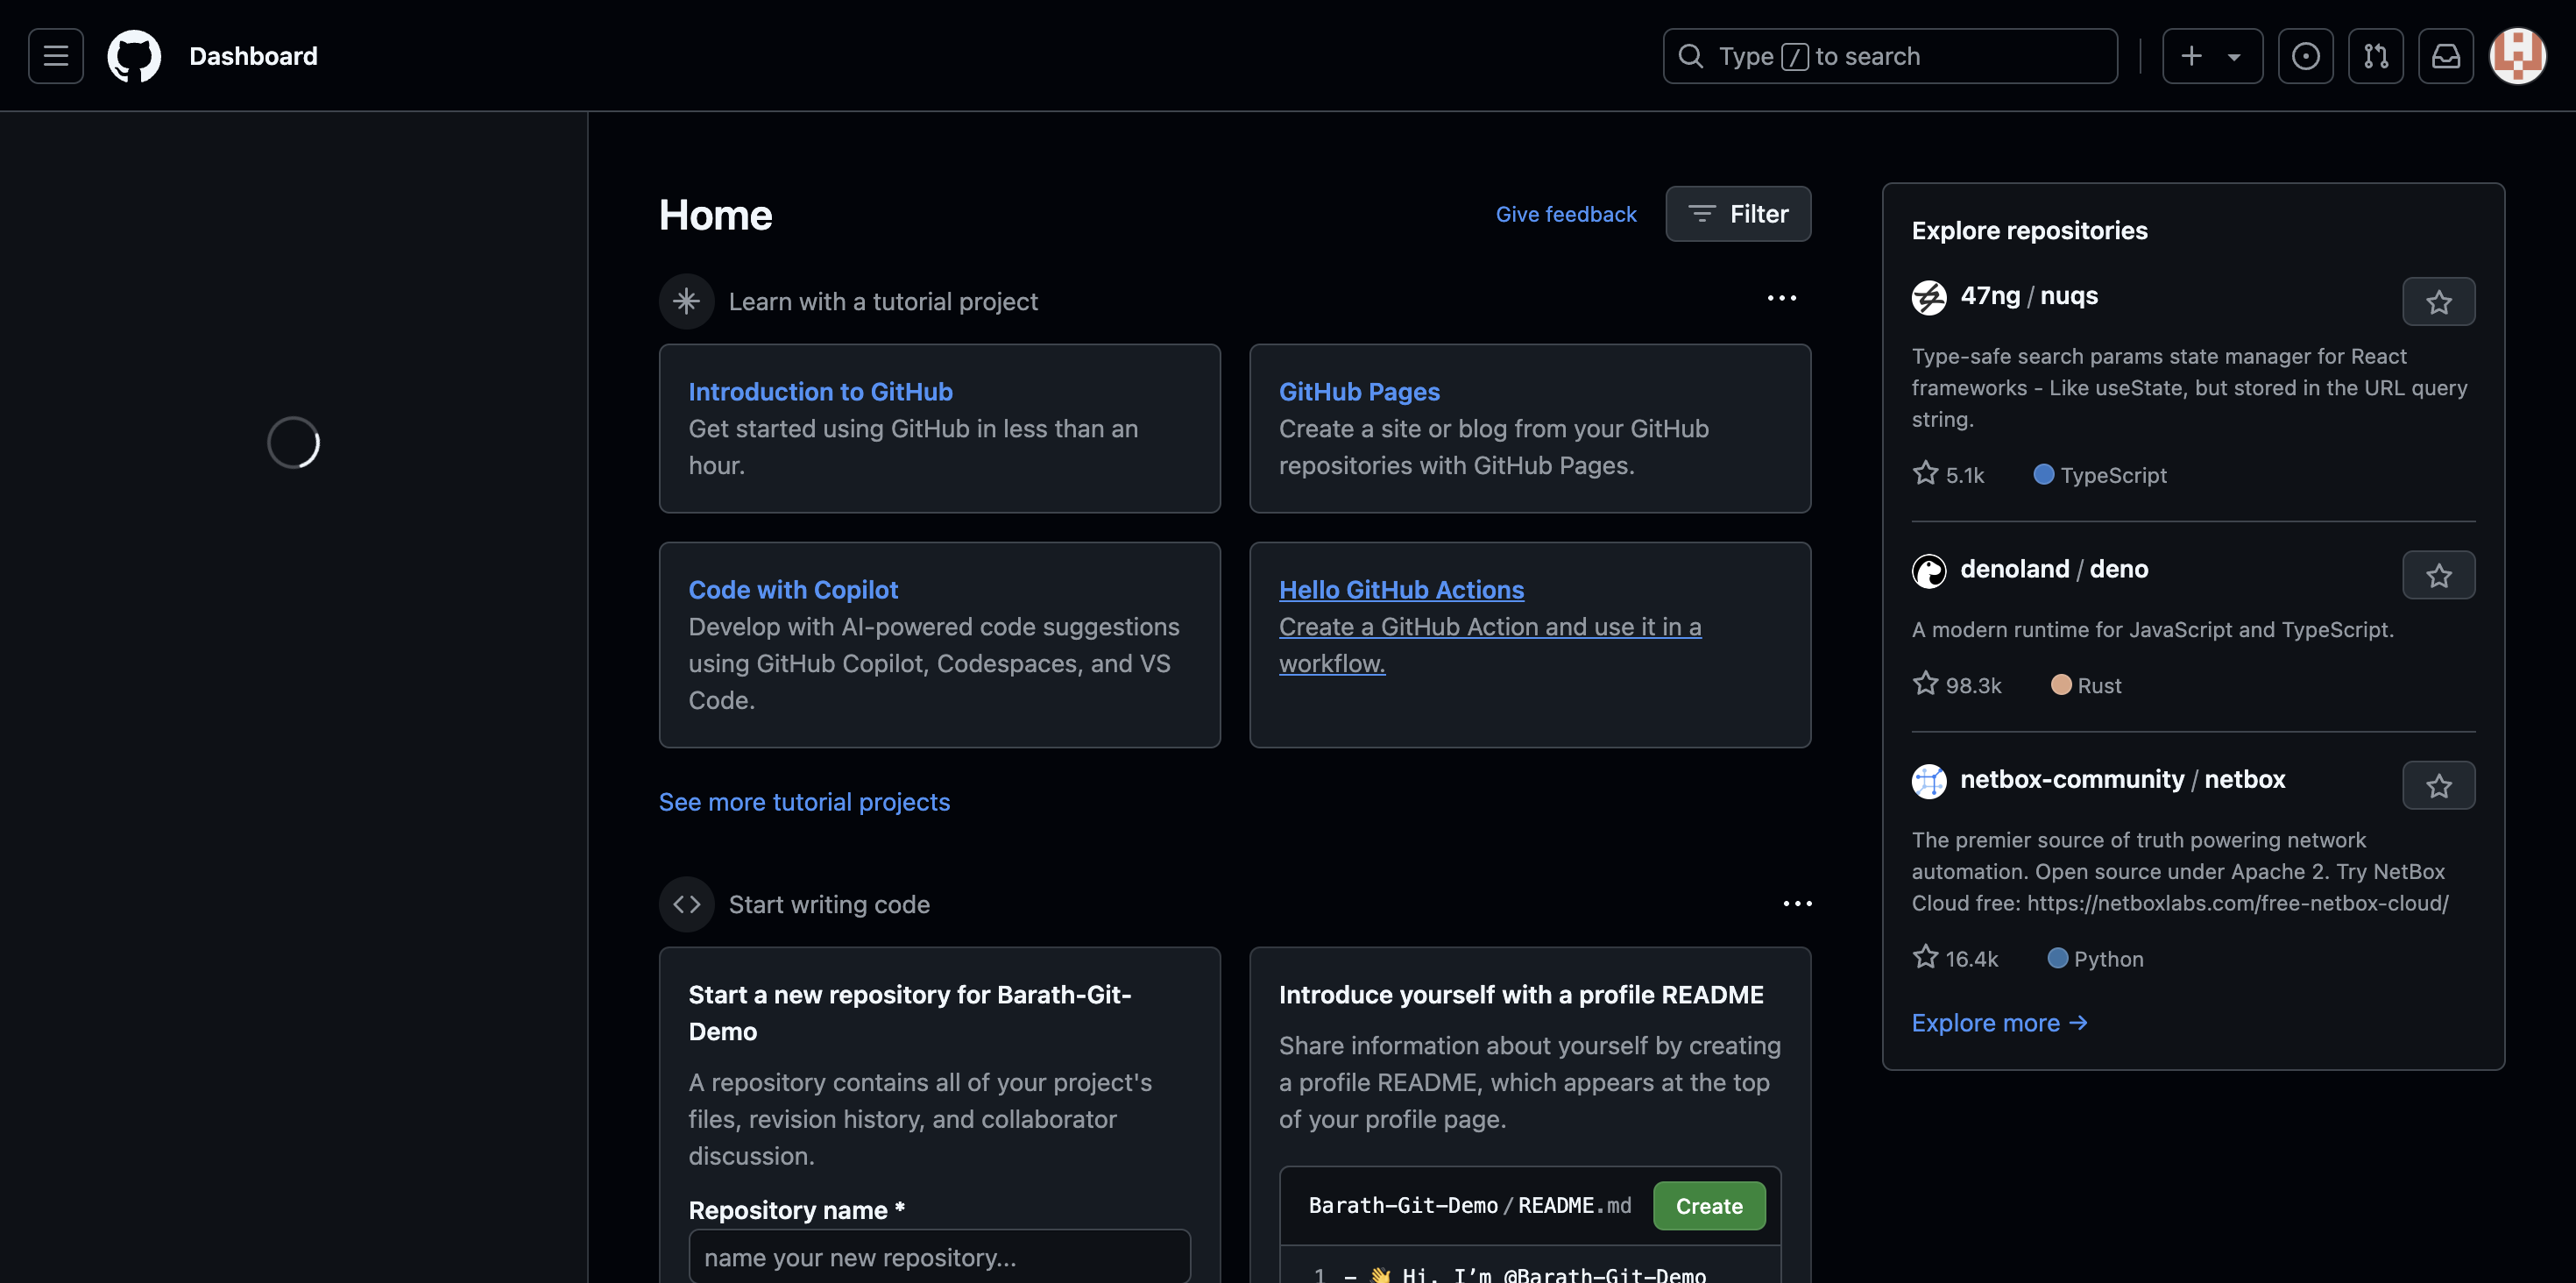 Dashboard
Type / to search
Home
Give feedback
Filter
Learn with a tutorial project
Introduction to GitHub
Get started using GitHub in less than an
hour.
GitHub Pages
Create a site or blog from your GitHub
repositories with GitHub Pages.
Code with Copilot
Develop with AI-powered code suggestions
using GitHub Copilot, Codespaces, and VS
Code.
Hello GitHub Actions
Create a GitHub Action and use it in a
workflow.
See more tutorial projects
Start writing code
Start a new repository for Barath-Git-
Demo
A repository contains all of your project's
files, revision history, and collaborator
discussion.
Repository name *
name your new repository...
Introduce yourself with a profile README
Share information about yourself by creating
a profile README, which appears at the top
of your profile page.
Barath-Git-Demo/README.md
Create
1 - 👋 Hi, I’m @Barath-Git-Demo
Explore repositories
47ng / nuqs
Type-safe search params state manager for React
frameworks - Like useState, but stored in the URL query
string.
5.1k TypeScript
denoland / deno
A modern runtime for JavaScript and TypeScript.
98.3k Rust
netbox-community / netbox
The premier source of truth powering network
automation. Open source under Apache 2. Try NetBox
Cloud free: https://netboxlabs.com/free-netbox-cloud/
16.4k Python
Explore more →